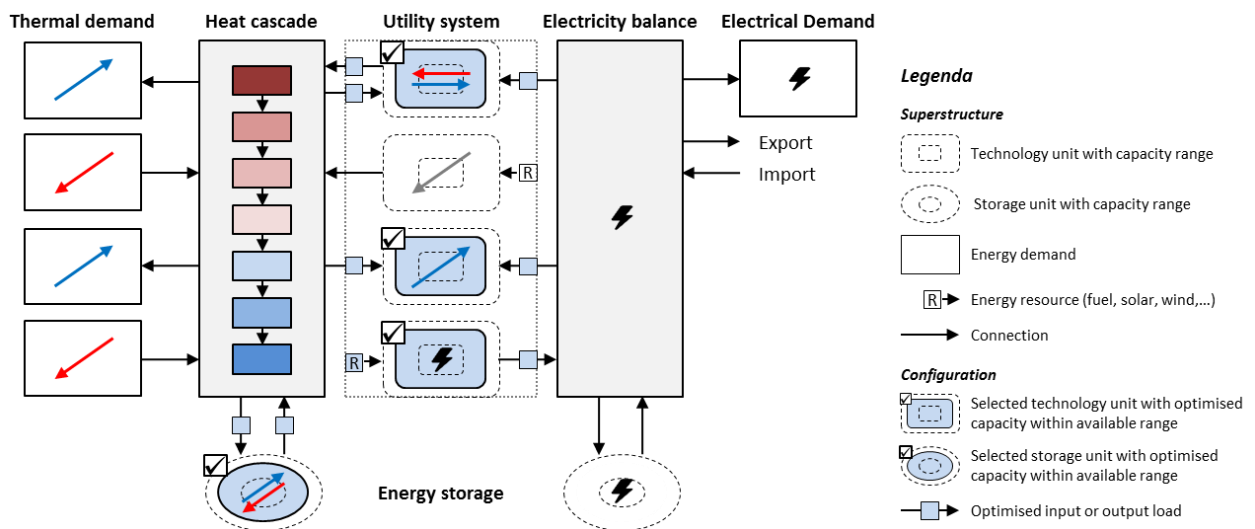 Thermal demand
Heat cascade
Utility system
Electricity balance
Electrical Demand
Export
Import
R
R
Energy storage
Legenda
Superstructure
Technology unit with capacity range
Storage unit with capacity range
Energy demand
R
Energy resource (fuel, solar, wind,...)
Connection
Configuration
Selected technology unit with optimised
capacity within available range
Selected storage unit with optimised
capacity within available range
Optimised input or output load